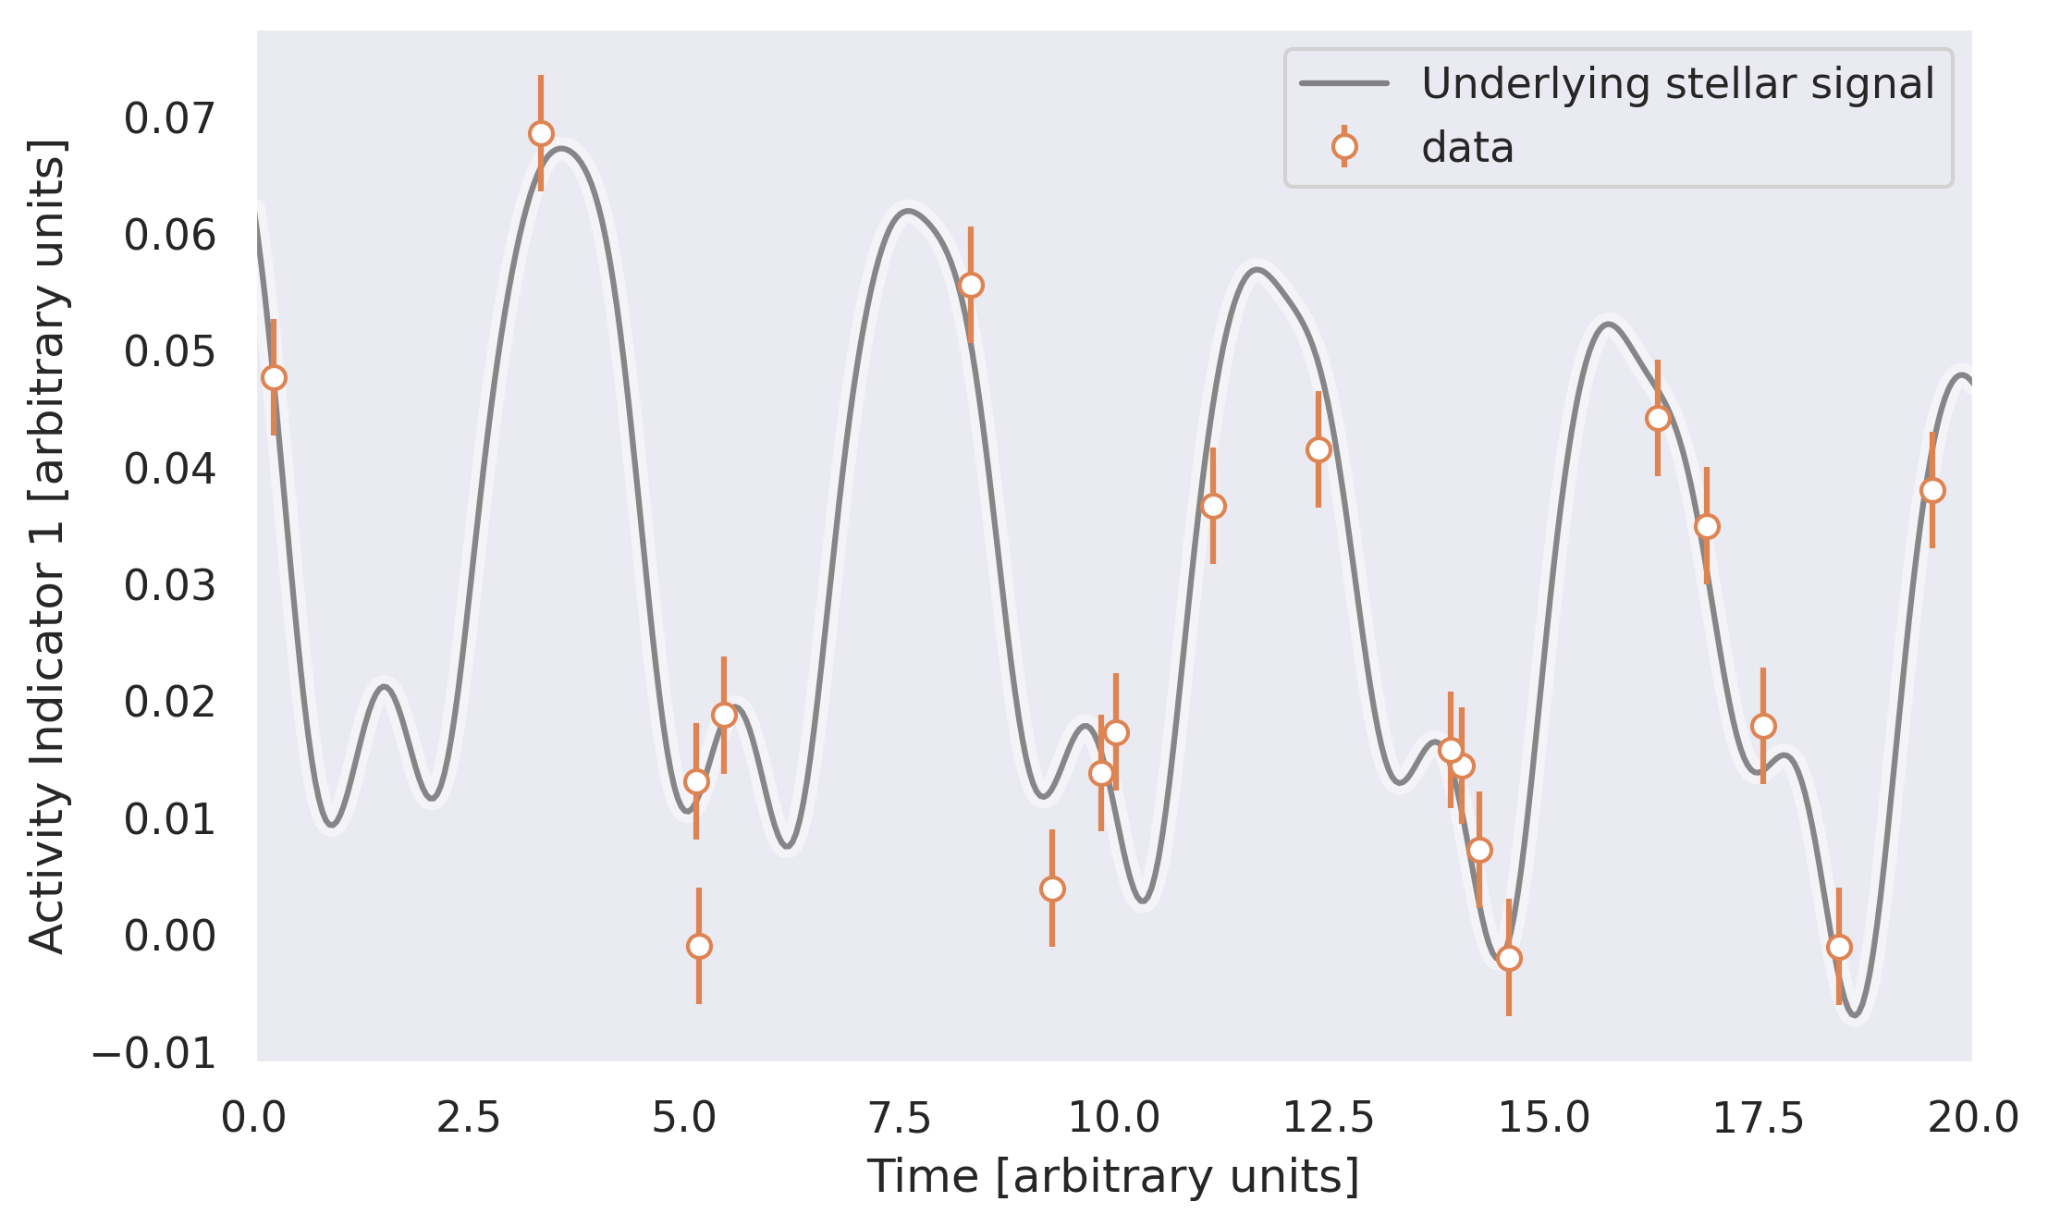 Underlying stellar signal
data
0.07
0.06
0.05
0.04
0.03
0.02
0.01
0.00
−0.01
Activity Indicator 1 [arbitrary units]
0.0 2.5 5.0 7.5 10.0 12.5 15.0 17.5 20.0
Time [arbitrary units]